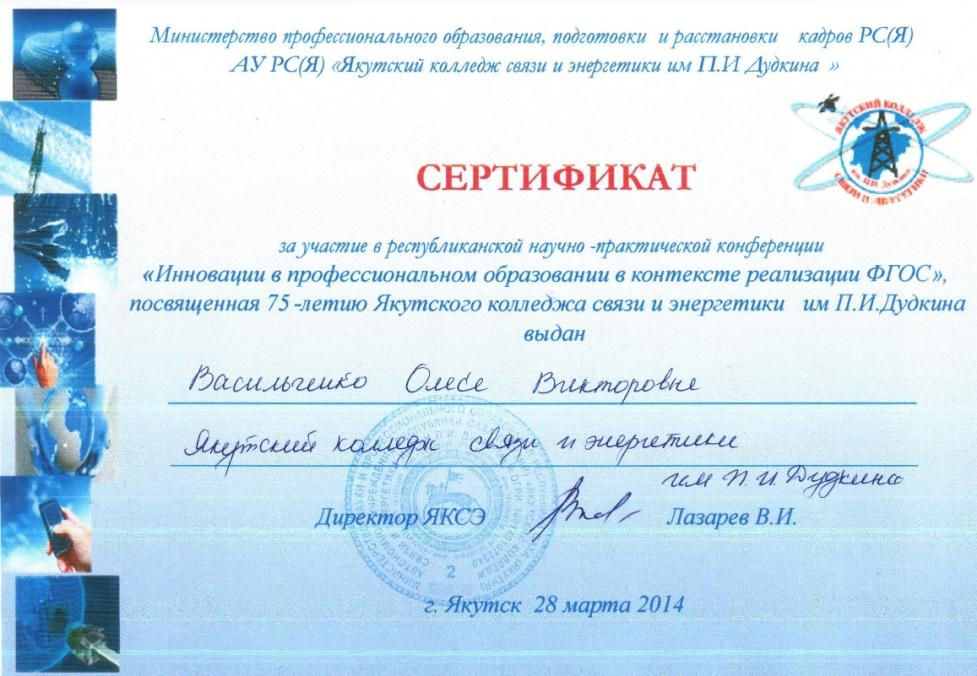 Министерство профессионального образования, подготовки и расстановки кадров РС(Я)
АУ РС(Я) «Якутский колледж связи и энергетики им П.И Дудкина »
ЯКУТСКИЙ КОЛЛЕДЖ
им. П.И. Дудкина
СВЯЗИ И
СЕРТИФИКАТ
за участие в республиканской научно -практической конференции
«Инновации в профессиональном образовании в контексте реализации ФГОС»,
посвященная 75 -летию Якутского колледжа связи и энергетики им П.И.Дудкина
выдан
Васильченко Олесе Викторовне
Якутский колледж связи и энергетики
им П.И. Дудкина
Директор ЯКСЭ Лазарев В.И.
2
г. Якутск 28 марта 2014